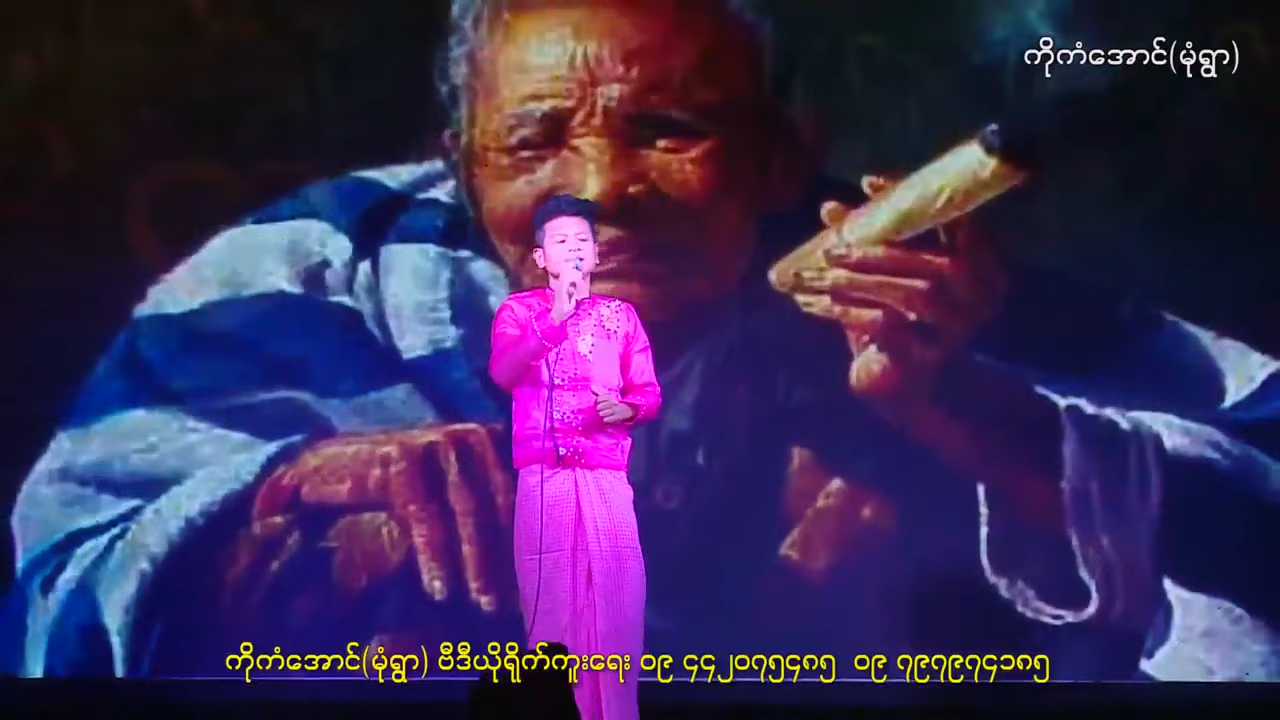 ကိုကံအောင်(မုံရွာ)
ကိုကံအောင်(မုံရွာ) ဗီဒီယိုရိုက်ကူးရေး ၀၉ ၄၄၂၀၇၅၄၈၅ ၀၉ ၇၉၇၉၇၄၁၈၅